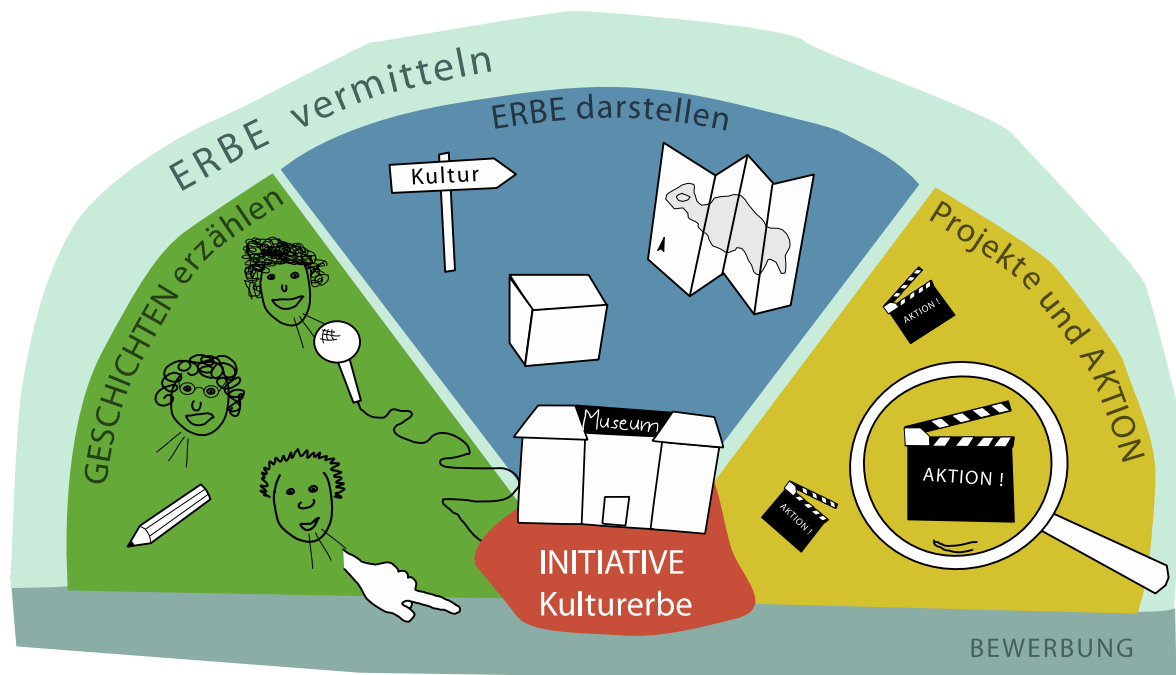 ERBE vermitteln
ERBE darstellen
GESCHICHTEN erzählen
Projekte und AKTION
Kultur
AKTION !
AKTION !
AKTION !
Museum
INITIATIVE
Kulturerbe
BEWERBUNG